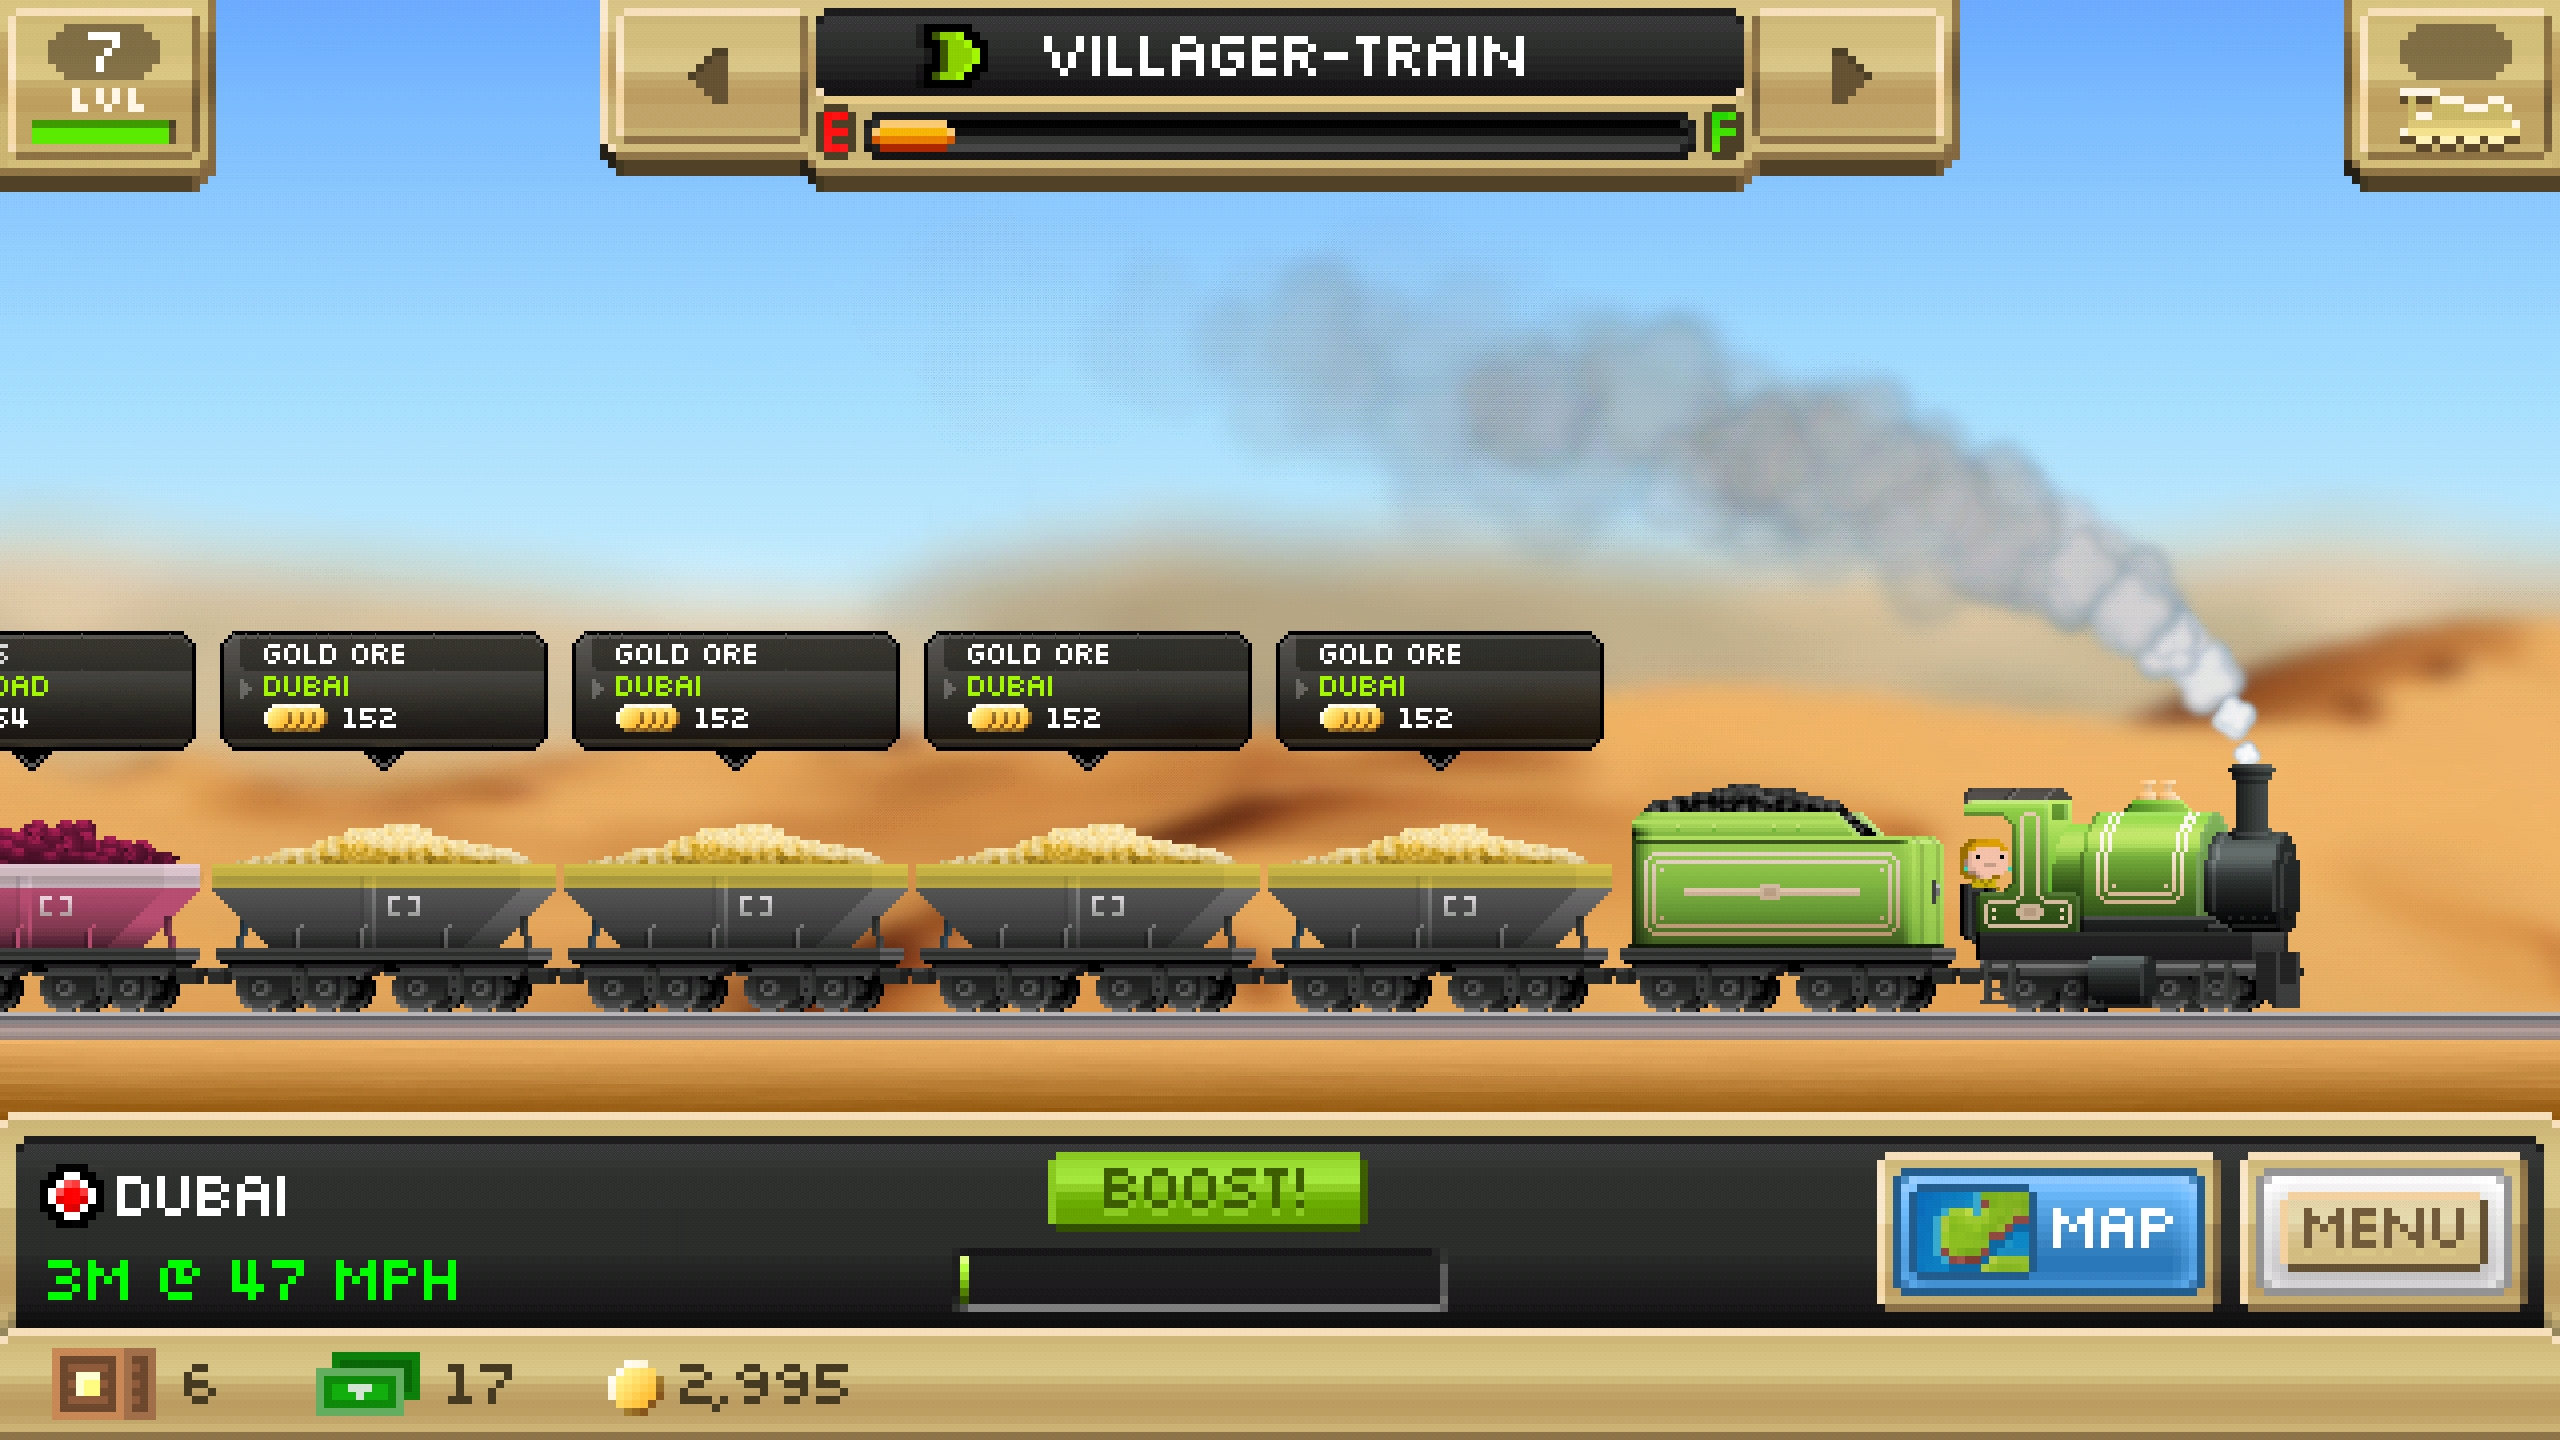 7
LVL
VILLAGER-TRAIN
E F
GOLD ORE
DUBAI
152
GOLD ORE
DUBAI
152
GOLD ORE
DUBAI
152
GOLD ORE
DUBAI
152
DUBAI
3M @ 47 MPH
BOOST!
MAP
MENU
6
17
2,995